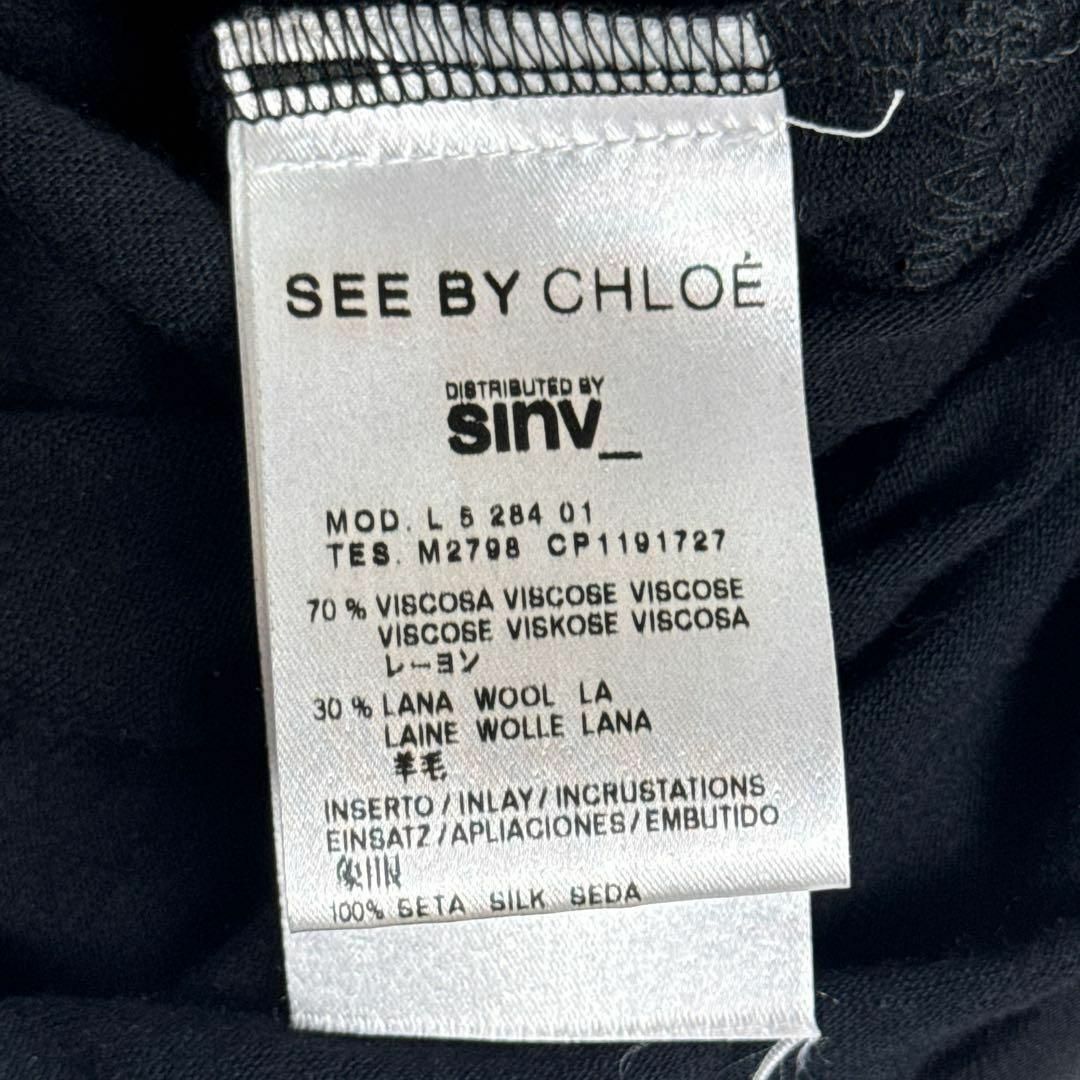 SEE BY CHLOÉ
DISTRIBUTED BY
sinv_
MOD. L 5 284 01
TES. M2798 CP1191727
70 % VISCOSA VISCOSE VISCOSE
VISCOSE VISKOSE VISCOSA
レーヨン
30 % LANA WOOL LA
LAINE WOLLE LANA
羊毛
INSERTO / INLAY / INCRUSTATIONS
EINSATZ / APLIACIONES / EMBUTIDO
100% SETA SILK SEDA